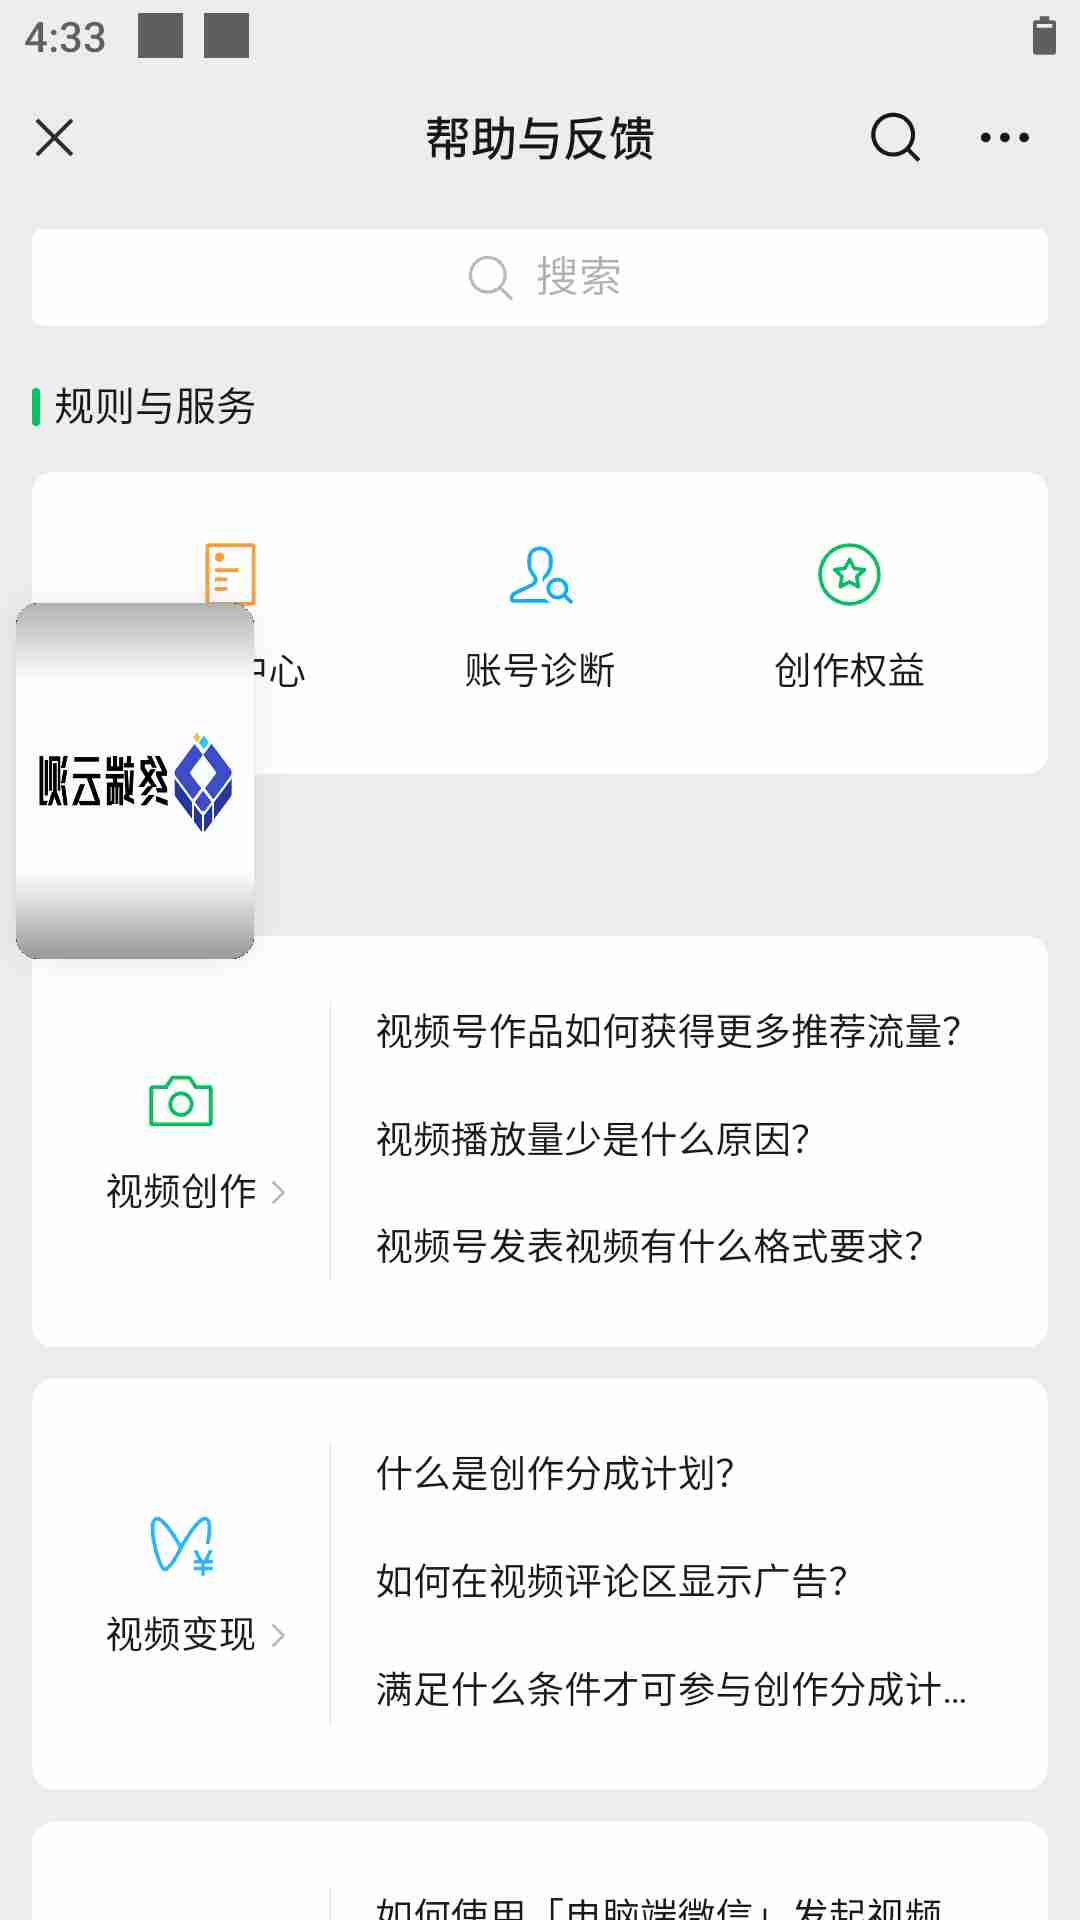 4:33
帮助与反馈
搜索
规则与服务
中心
账号诊断
创作权益
视频号作品如何获得更多推荐流量?
视频播放量少是什么原因?
视频创作
视频号发表视频有什么格式要求?
什么是创作分成计划?
如何在视频评论区显示广告?
视频变现
满足什么条件才可参与创作分成计...
如何使用「电脑端微信」发起视频